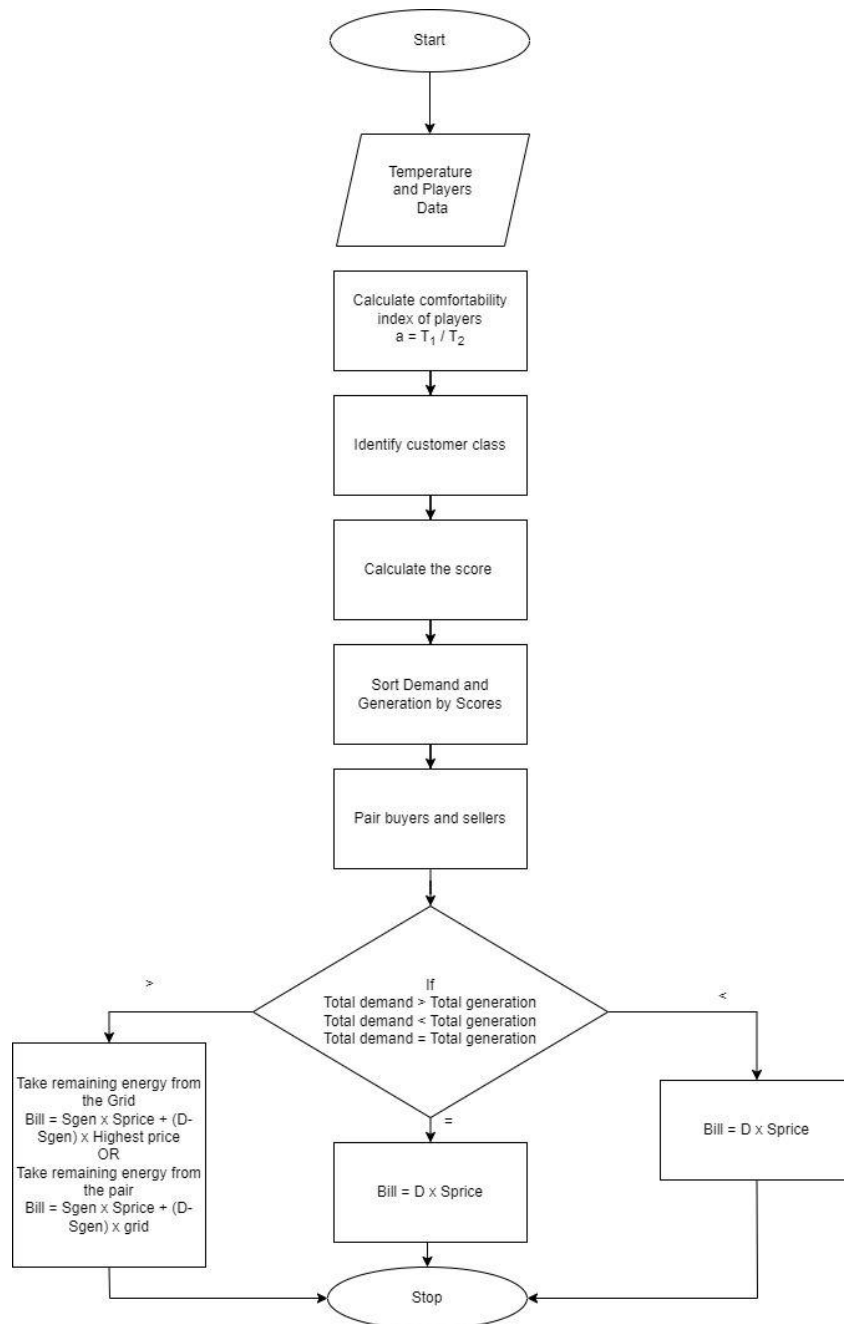 Start
Temperature
and Players
Data
Calculate comfortability
index of players
a = T₁ / T₂
Identify customer class
Calculate the score
Sort Demand and
Generation by Scores
Pair buyers and sellers
If
Total demand > Total generation
Total demand < Total generation
Total demand = Total generation
>
<
=
Take remaining energy from
the Grid
Bill = Sgen x Sprice + (D-
Sgen) x Highest price
OR
Take remaining energy from
the pair
Bill = Sgen x Sprice + (D-
Sgen) x grid
Bill = D x Sprice
Bill = D x Sprice
Stop